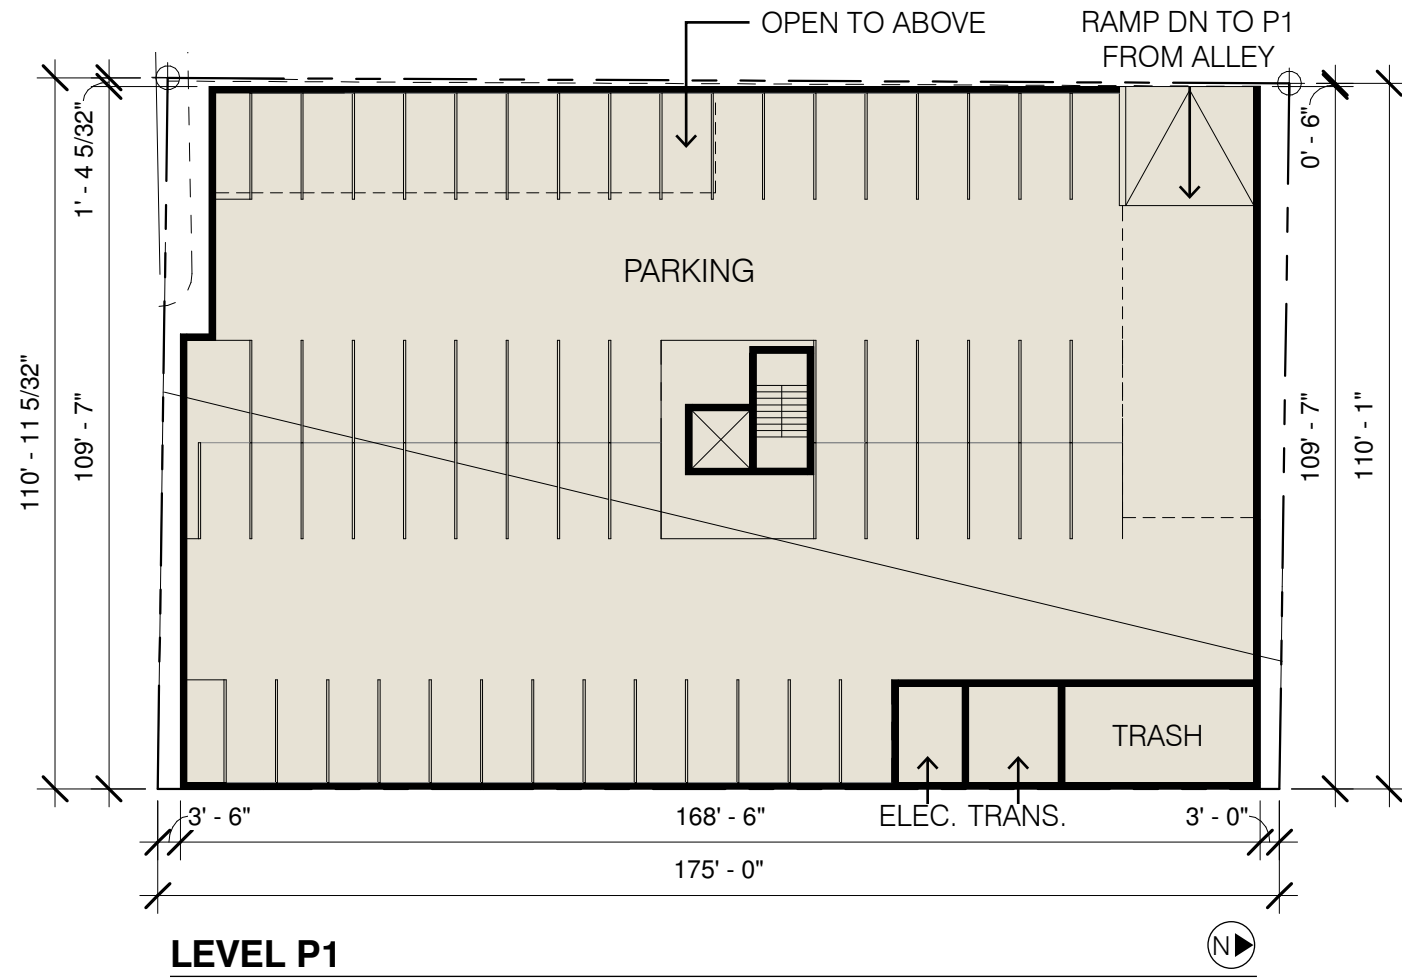 OPEN TO ABOVE
RAMP DN TO P1
FROM ALLEY
1' - 4 5/32"
0' - 6"
PARKING
110' - 11 5/32"
109' - 7"
109' - 7"
110' - 1"
TRASH
3' - 6"
168' - 6"
ELEC.
TRANS.
3' - 0"
175' - 0"
LEVEL P1
N